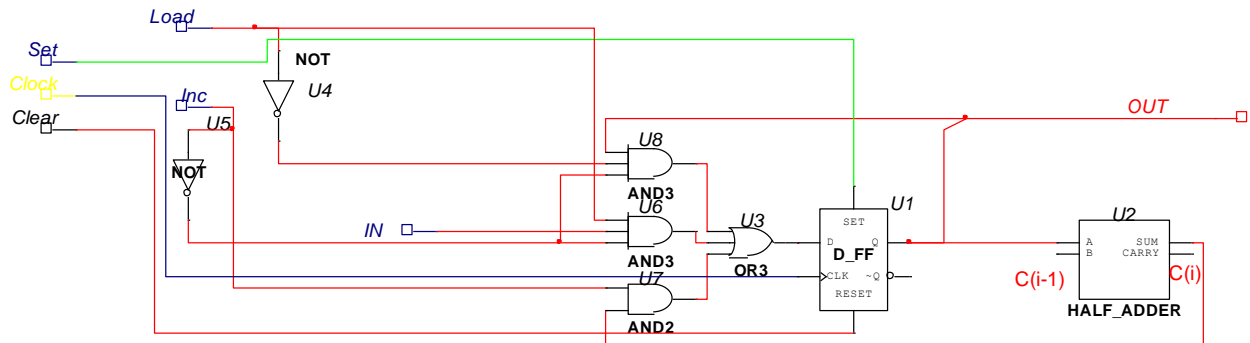 Load
Set
NOT
U4
Clock
Inc
OUT
Clear
U5
U8
NOT
AND3
U6
U3
U1
U2
IN
SET
D Q
D_FF
A SUM
B CARRY
AND3
U7
OR3
CLK ~Q
RESET
C(i-1)
C(i)
HALF_ADDER
AND2